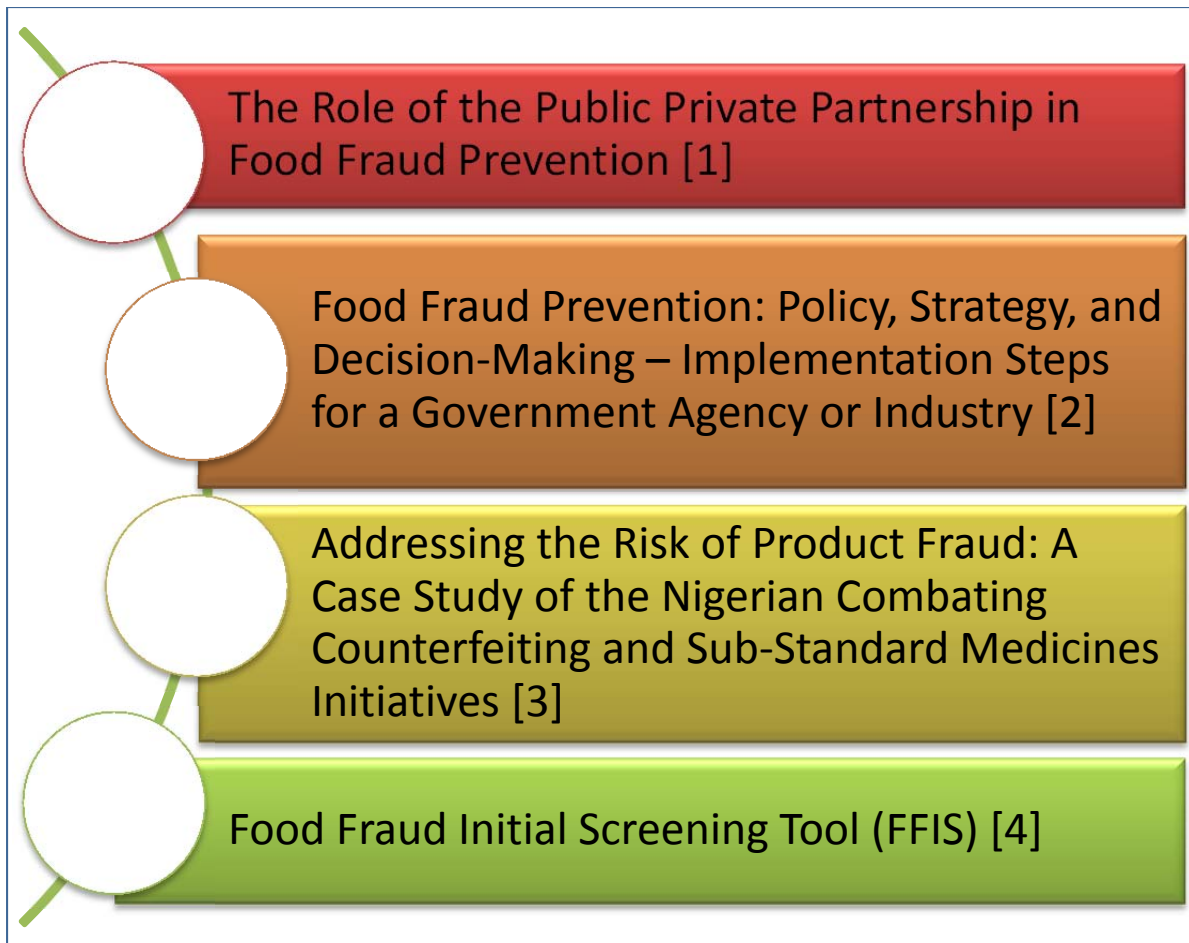 The Role of the Public Private Partnership in
Food Fraud Prevention [1]
Food Fraud Prevention: Policy, Strategy, and
Decision-Making – Implementation Steps
for a Government Agency or Industry [2]
Addressing the Risk of Product Fraud: A
Case Study of the Nigerian Combating
Counterfeiting and Sub-Standard Medicines
Initiatives [3]
Food Fraud Initial Screening Tool (FFIS) [4]